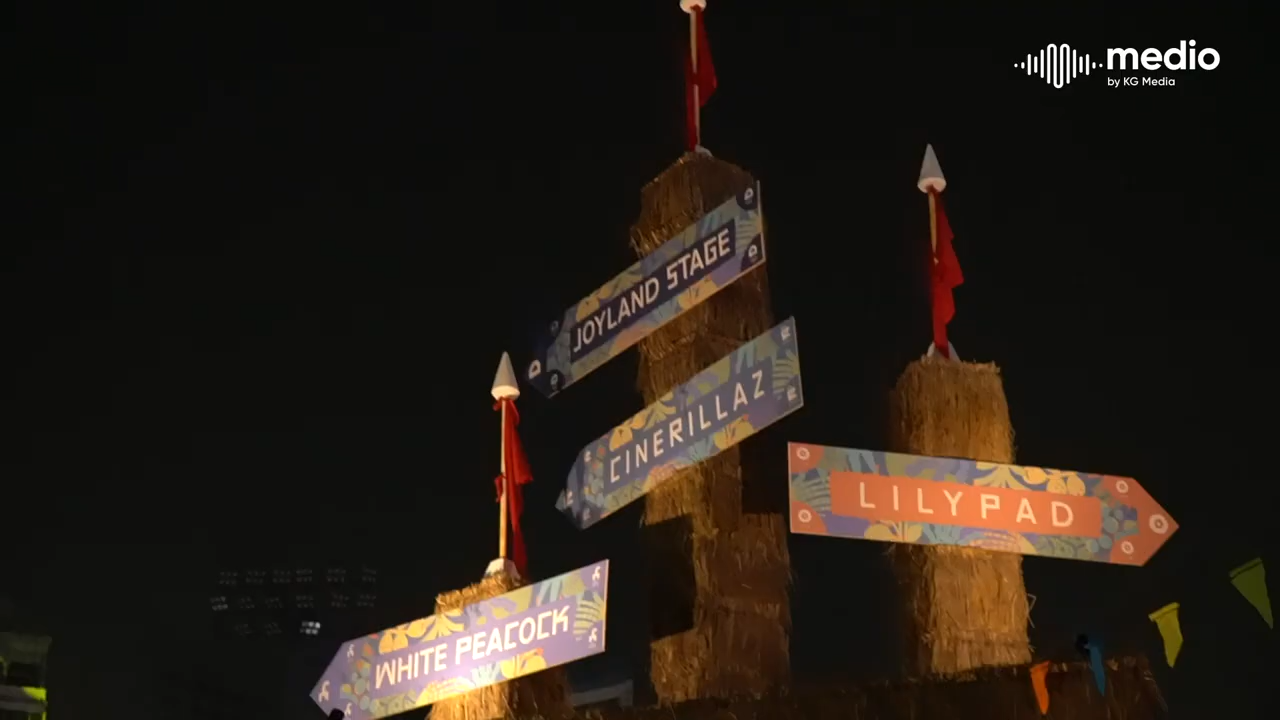 medio
by KG Media
JOYLAND STAGE
CINERILLAZ
LILYPAD
WHITE PEACOCK